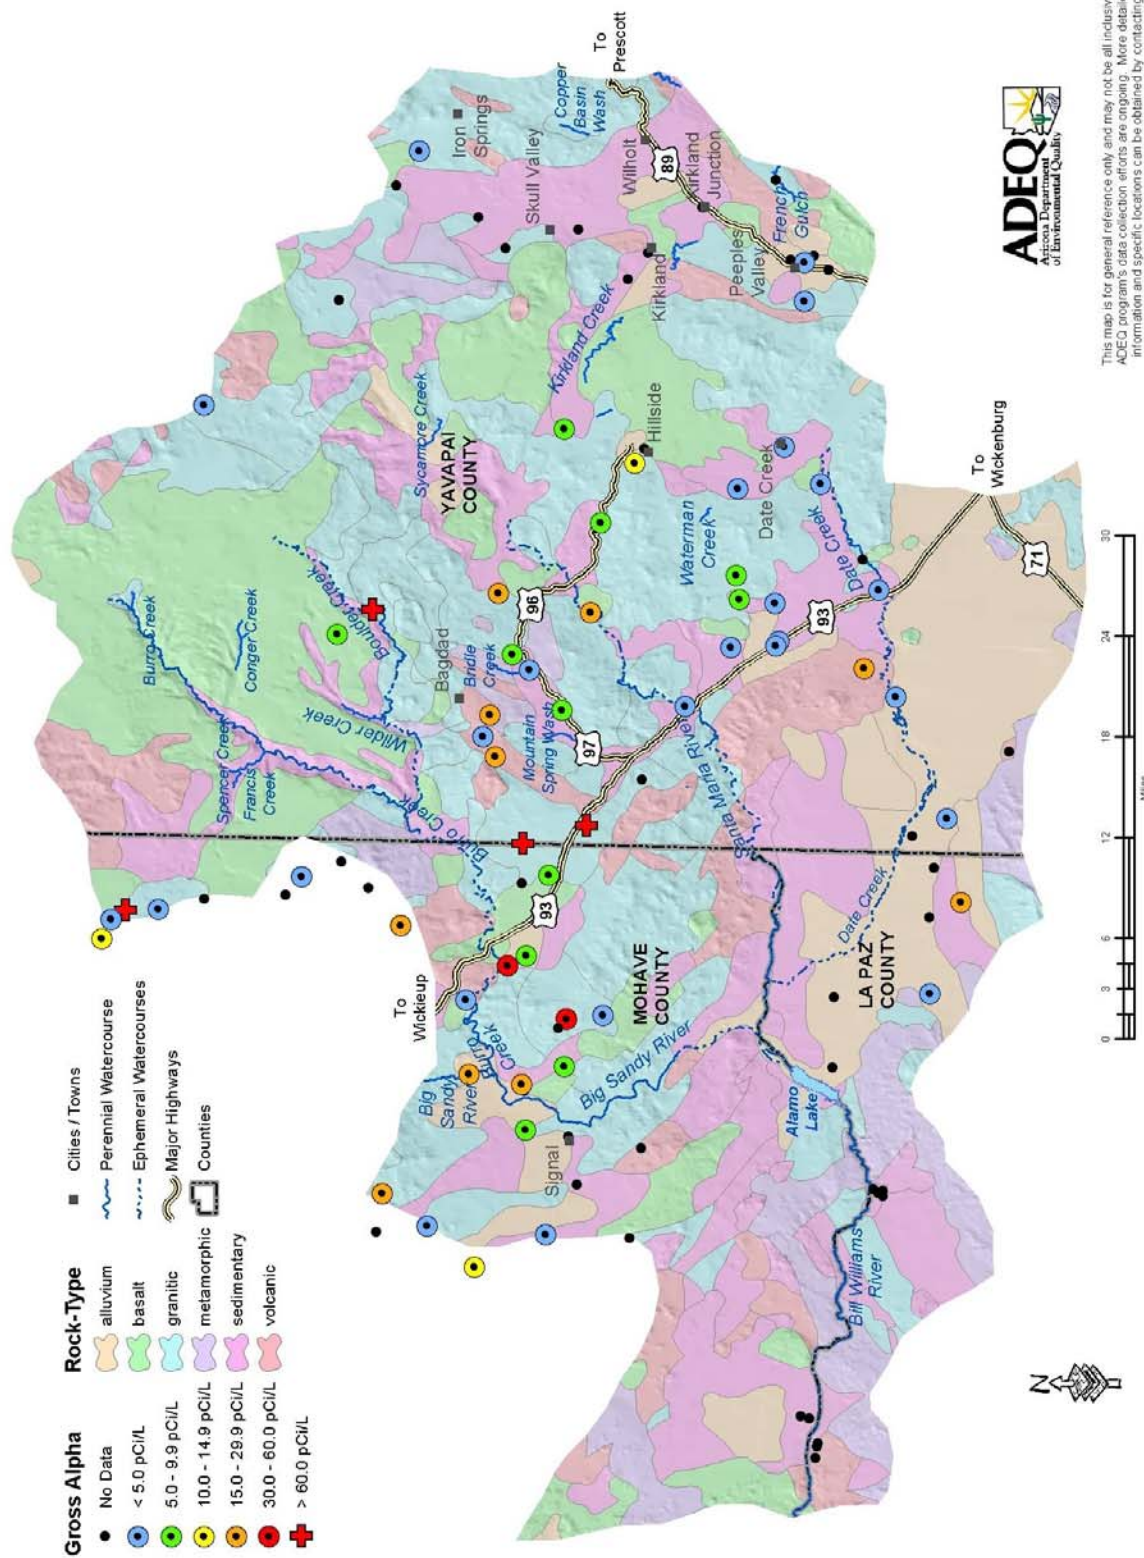 Gross Alpha
No Data
< 5.0 pCi/L
5.0 - 9.9 pCi/L
10.0 - 14.9 pCi/L
15.0 - 29.9 pCi/L
30.0 - 60.0 pCi/L
> 60.0 pCi/L
Rock-Type
alluvium
basalt
granitic
metamorphic
sedimentary
volcanic
Cities / Towns
Perennial Watercourse
Ephemeral Watercourses
Major Highways
Counties
To
Wickieup
Spencer Creek
Francis
Creek
Burro Creek
Conger Creek
Boulder Creek
Wilder Creek
Burro Creek
Bagdad
Bridle
Creek
Mountain
Spring Wash
Sycamore Creek
YAVAPAI
COUNTY
Iron
Springs
Skull Valley
Copper
Basin
Wash
To
Prescott
Wilholt
89
Kirkland
Junction
Kirkland Creek
Kirkland
Peeples
Valley
French
Gulch
Hillside
96
97
93
Big
Sandy
River
Burro
Creek
Signal
MOHAVE
COUNTY
Big Sandy River
Santa Maria River
Waterman
Creek
Date Creek
Date Creek
93
Alamo
Lake
Date Creek
LA PAZ
COUNTY
Bill Williams
River
To
Wickenburg
71
N
0 3 6 12 18 24 30
ADEQ
Arizona Department
of Environmental Quality
This map is for general reference only and may not be all inclusiv
ADEQ program's data collection efforts are ongoing. More detaile
information and specific locations can be obtained by contacting